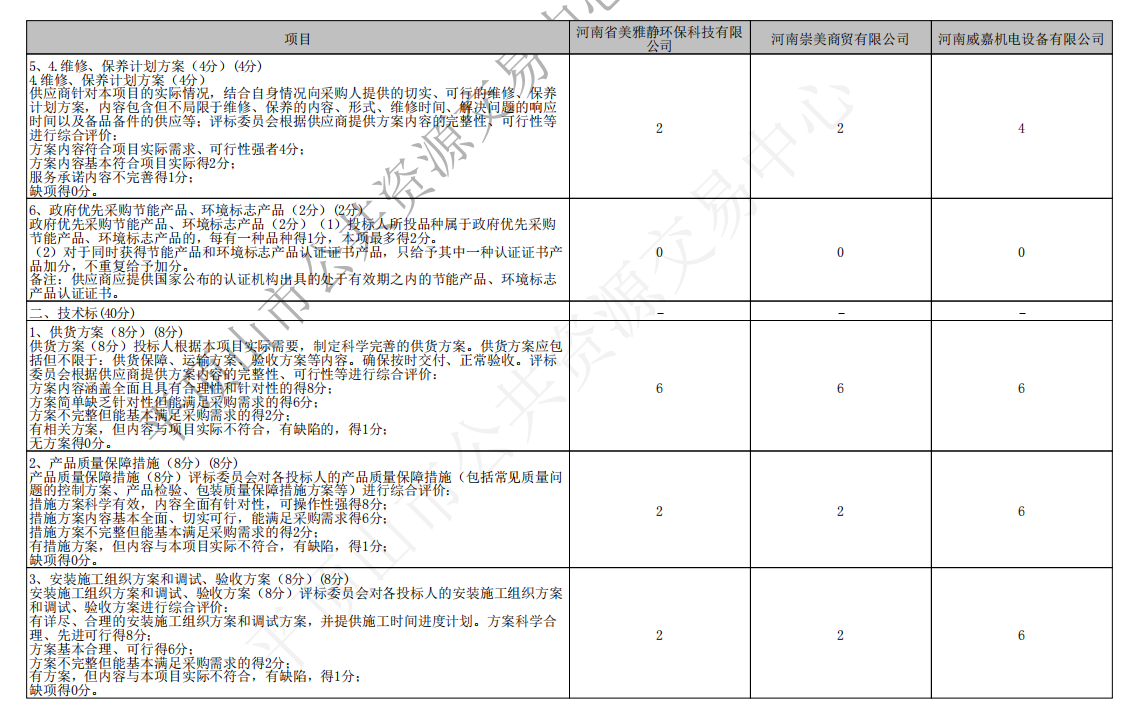 项目
河南省美雅静环保科技有限
公司
河南崇美商贸有限公司
河南威嘉机电设备有限公司
5、4.维修、保养计划方案（4分）(4分)
4.维修、保养计划方案（4分）
供应商针对本项目的实际情况，结合自身情况向采购人提供的切实、可行的维修、保养
计划方案，内容包含但不局限于维修、保养的内容、形式、维修时间、解决问题的响应
时间以及备品备件的供应等；评标委员会根据供应商提供方案内容的完整性、可行性等
进行综合评价：
方案内容符合项目实际需求、可行性强者4分；
方案内容基本符合项目实际得2分；
服务承诺内容不完善得1分；
缺项得0分。
2
2
4
6、政府优先采购节能产品、环境标志产品（2分）(2分)
政府优先采购节能产品、环境标志产品（2分）（1）投标人所投品种属于政府优先采购
节能产品、环境标志产品的，每有一种品种得1分，本项最多得2分。
（2）对于同时获得节能产品和环境标志产品认证证书产品，只给予其中一种认证证书产
品加分，不重复给予加分。
备注：供应商应提供国家公布的认证机构出具的处于有效期之内的节能产品、环境标志
产品认证证书。
0
0
0
二、技术标(40分)
—
—
—
1、供货方案（8分）(8分)
供货方案（8分）投标人根据本项目实际需要，制定科学完善的供货方案。供货方案应包
括但不限于：供货保障、运输方案、验收方案等内容。确保按时交付、正常验收。评标
委员会根据供应商提供方案内容的完整性、可行性等进行综合评价：
方案内容涵盖全面且具有合理性和针对性的得8分；
方案简单缺乏针对性但能满足采购需求的得6分；
方案不完整但能基本满足采购需求的得2分；
有相关方案，但内容与项目实际不符合，有缺陷的，得1分；
无方案得0分。
6
6
6
2、产品质量保障措施（8分）(8分)
产品质量保障措施（8分）评标委员会对各投标人的产品质量保障措施（包括常见质量问
题的控制方案、产品检验、包装质量保障措施方案等）进行综合评价；
措施方案科学有效，内容全面有针对性，可操作性强得8分；
措施方案内容基本全面、切实可行，能满足采购需求得6分；
措施方案不完整但能基本满足采购需求的得2分；
有措施方案，但内容与本项目实际不符合，有缺陷，得1分；
缺项得0分。
2
2
6
3、安装施工组织方案和调试、验收方案（8分）(8分)
安装施工组织方案和调试、验收方案（8分）评标委员会对各投标人的安装施工组织方案
和调试、验收方案进行综合评价：
有详尽、合理的安装施工组织方案和调试方案，并提供施工时间进度计划。方案科学合
理、先进可行得8分；
方案基本合理、可行得6分；
方案不完整但能基本满足采购需求的得2分；
有方案，但内容与本项目实际不符合，有缺陷，得1分；
缺项得0分。
2
2
6
平顶山市公共资源交易中心
平顶山市公共资源交易中心